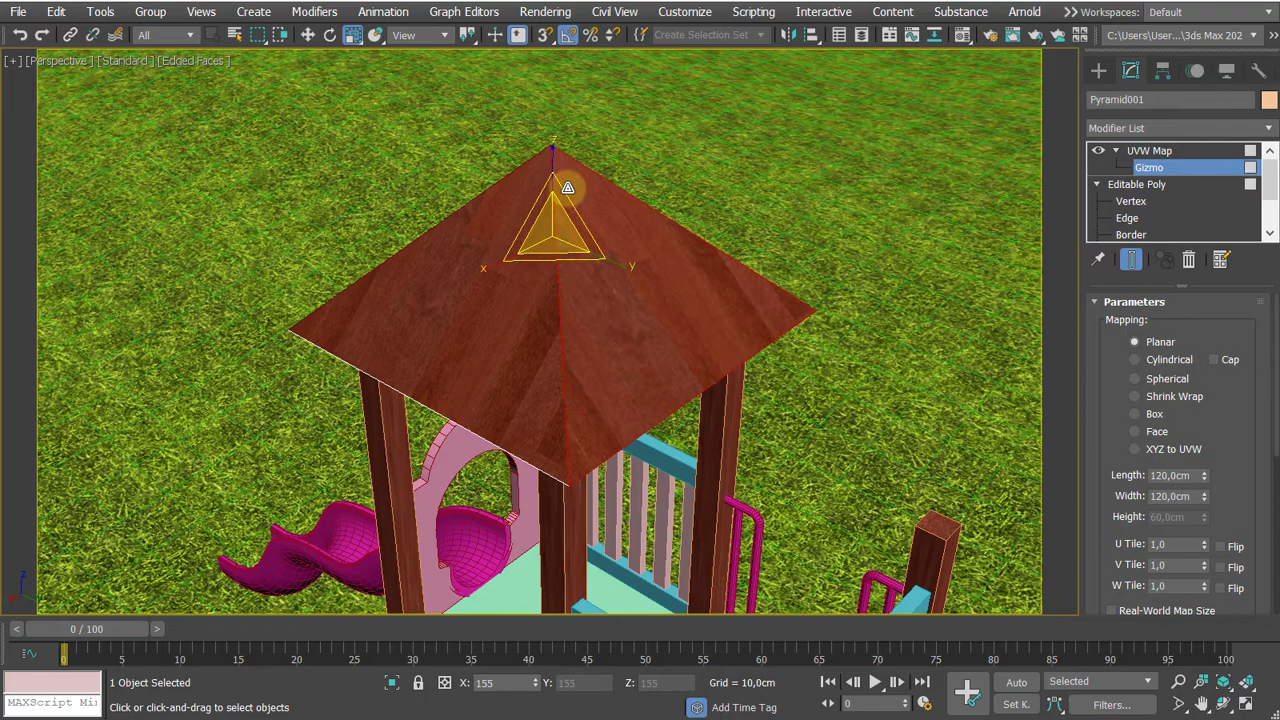 File Edit Tools Group Views Create Modifiers Animation Graph Editors Rendering Civil View Customize Scripting Interactive Content Substance Arnold Workspaces: Default
All View Create Selection Set C:\Users\User...\3ds Max 202
[+] [Perspective] [Standard] [Edged Faces]
Pyramid001
Modifier List
UVW Map
Gizmo
Editable Poly
Vertex
Edge
Border
z
x y
Parameters
Mapping:
Planar
Cylindrical Cap
Spherical
Shrink Wrap
Box
Face
XYZ to UVW
Length: 120,0cm
Width: 120,0cm
Height: 60,0cm
U Tile: 1,0 Flip
V Tile: 1,0 Flip
W Tile: 1,0 Flip
Real-World Map Size
z
< 0 / 100 >
0 5 10 15 20 25 30 35 40 45 50 55 60 65 70 75 80 85 90 95 100
1 Object Selected X: 155 Y: 155 Z: 155 Grid = 10,0cm Auto Selected
MAXScript Mi Click or click-and-drag to select objects Add Time Tag 0 Set K. Filters...